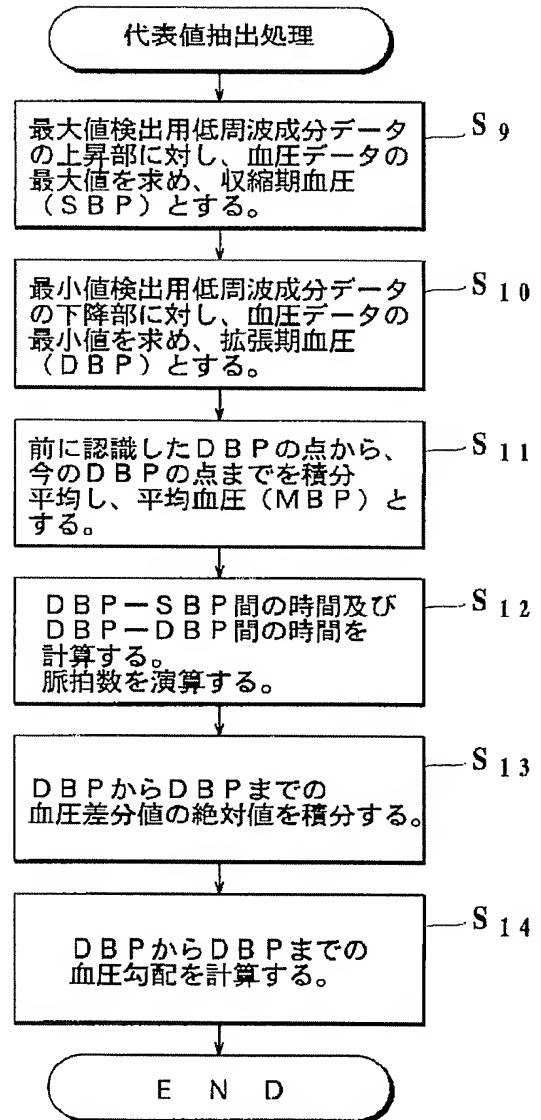 代表値抽出処理
S 9
最大値検出用低周波成分データ
の上昇部に対し、血圧データの
最大値を求め、収縮期血圧
（ＳＢＰ）とする。
S 10
最小値検出用低周波成分データ
の下降部に対し、血圧データの
最小値を求め、拡張期血圧
（ＤＢＰ）とする。
S 11
前に認識したＤＢＰの点から、
今のＤＢＰの点までを積分
平均し、平均血圧（ＭＢＰ）と
する。
S 12
ＤＢＰ－ＳＢＰ間の時間及び
ＤＢＰ－ＤＢＰ間の時間を
計算する。
脈拍数を演算する。
S 13
ＤＢＰからＤＢＰまでの
血圧差分値の絶対値を積分する。
S 14
ＤＢＰからＤＢＰまでの
血圧勾配を計算する。
Ｅ Ｎ Ｄ